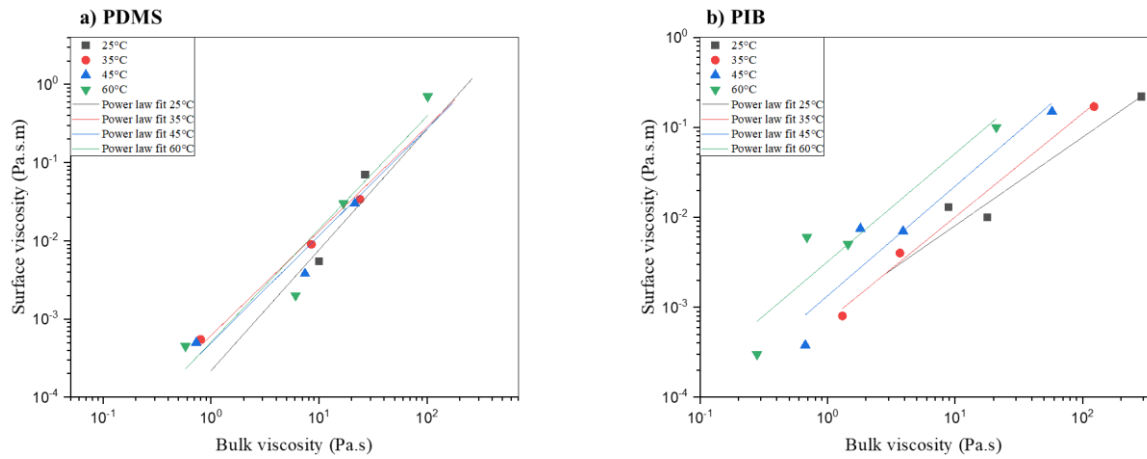 a) PDMS
25°C
35°C
45°C
60°C
Power law fit 25°C
Power law fit 35°C
Power law fit 45°C
Power law fit 60°C
10^0
10^-1
10^-2
10^-3
10^-4
Surface viscosity (Pa.s.m)
10^-1
10^0
10^1
10^2
Bulk viscosity (Pa.s)
b) PIB
25°C
35°C
45°C
60°C
Power law fit 25°C
Power law fit 35°C
Power law fit 45°C
Power law fit 60°C
10^0
10^-1
10^-2
10^-3
10^-4
Surface viscosity (Pa.s.m)
10^-1
10^0
10^1
10^2
Bulk viscosity (Pa.s)